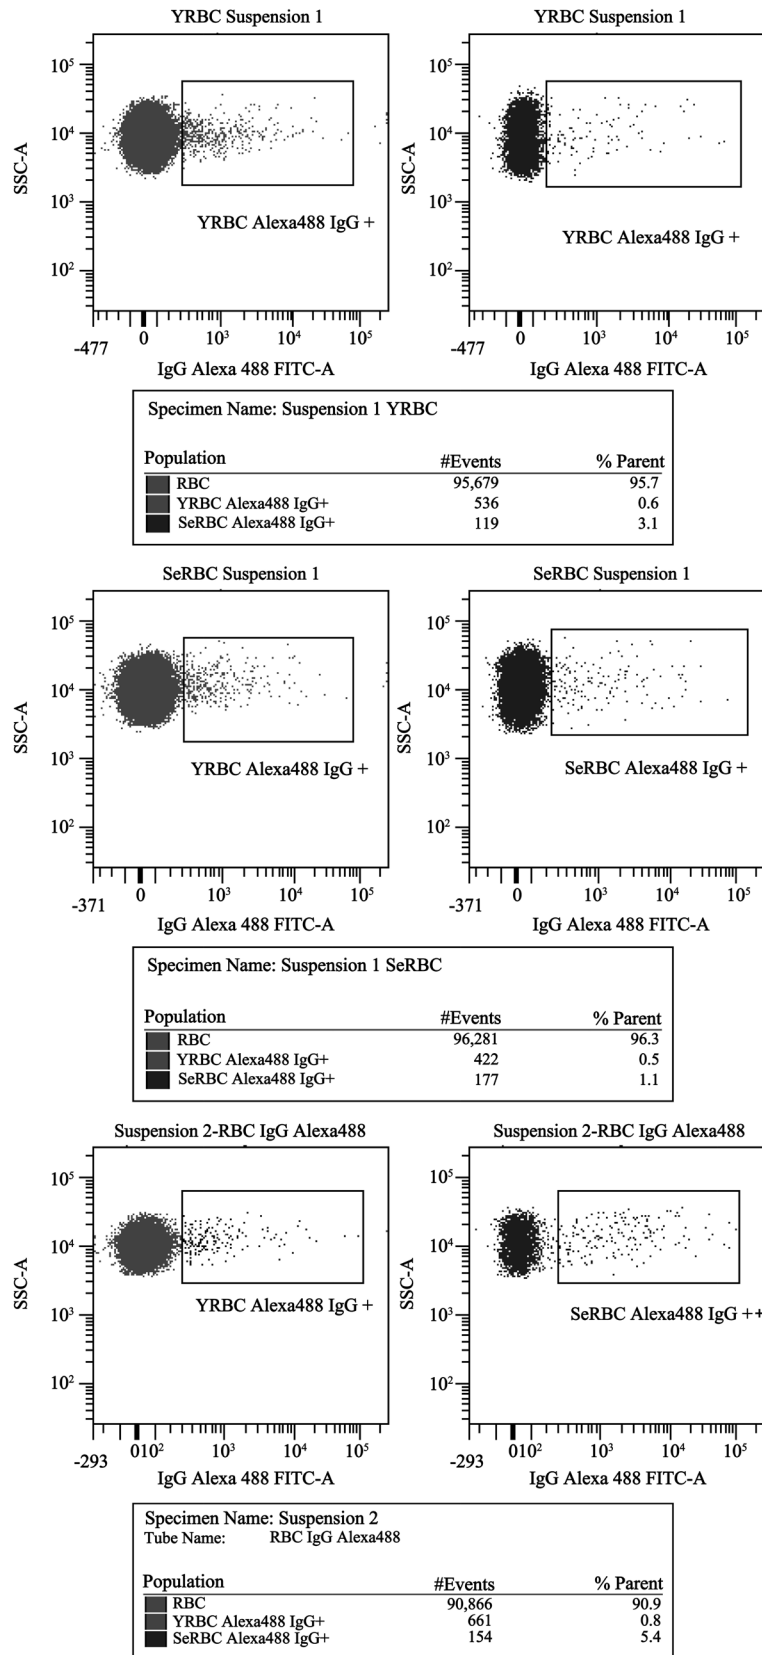 YRBC Suspension 1
YRBC Suspension 1
10⁵
10⁴
10³
10²
SSC-A
YRBC Alexa488 IgG +
-477
0
10³
10⁴
10⁵
IgG Alexa 488 FITC-A
10⁵
10⁴
10³
10²
SSC-A
YRBC Alexa488 IgG +
-477
0
10³
10⁴
10⁵
IgG Alexa 488 FITC-A
Specimen Name: Suspension 1 YRBC
Population #Events % Parent
RBC 95,679 95.7
YRBC Alexa488 IgG+ 536 0.6
SeRBC Alexa488 IgG+ 119 3.1
SeRBC Suspension 1
SeRBC Suspension 1
10⁵
10⁴
10³
10²
SSC-A
YRBC Alexa488 IgG +
-371
0
10³
10⁴
10⁵
IgG Alexa 488 FITC-A
10⁵
10⁴
10³
10²
SSC-A
SeRBC Alexa488 IgG +
-371
0
10³
10⁴
10⁵
IgG Alexa 488 FITC-A
Specimen Name: Suspension 1 SeRBC
Population #Events % Parent
RBC 96,281 96.3
YRBC Alexa488 IgG+ 422 0.5
SeRBC Alexa488 IgG+ 177 1.1
Suspension 2-RBC IgG Alexa488
Suspension 2-RBC IgG Alexa488
10⁵
10⁴
10³
10²
SSC-A
YRBC Alexa488 IgG +
-293
010²
10³
10⁴
10⁵
IgG Alexa 488 FITC-A
10⁵
10⁴
10³
10²
SSC-A
SeRBC Alexa488 IgG ++
-293
010²
10³
10⁴
10⁵
IgG Alexa 488 FITC-A
Specimen Name: Suspension 2
Tube Name: RBC IgG Alexa488
Population #Events % Parent
RBC 90,866 90.9
YRBC Alexa488 IgG+ 661 0.8
SeRBC Alexa488 IgG+ 154 5.4